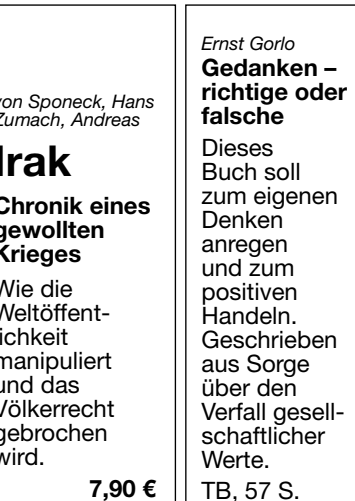 von Sponeck, Hans
Zumach, Andreas
Irak
Chronik eines
gewollten
Krieges
Wie die
Weltöffent-
lichkeit
manipuliert
und das
Völkerrecht
gebrochen
wird.
7,90 €
Ernst Gorlo
Gedanken –
richtige oder
falsche
Dieses
Buch soll
zum eigenen
Denken
anregen
und zum
positiven
Handeln.
Geschrieben
aus Sorge
über den
Verfall gesell-
schaftlicher
Werte.
TB, 57 S.